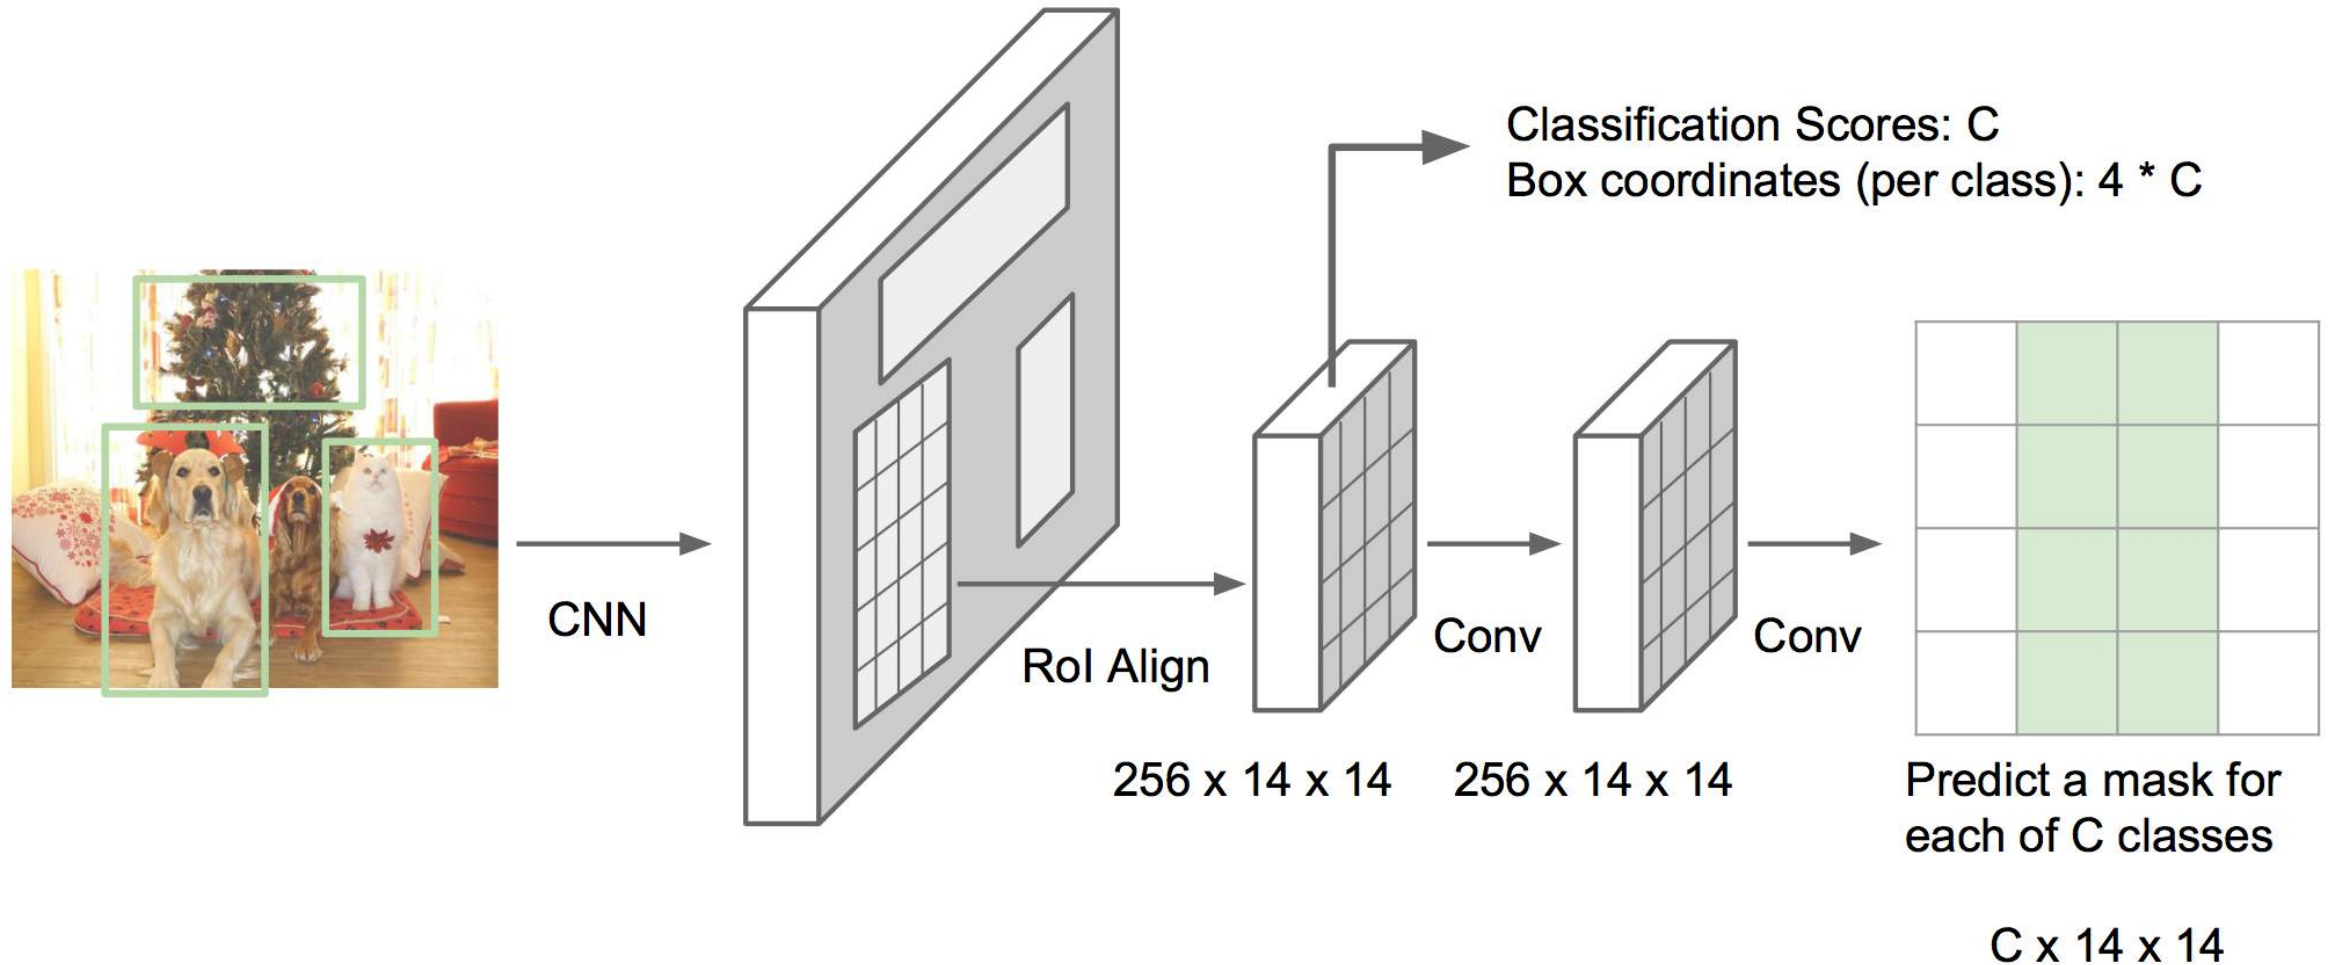 Classification Scores: C
Box coordinates (per class): 4 * C
CNN
RoI Align
Conv
Conv
256 x 14 x 14
256 x 14 x 14
Predict a mask for
each of C classes
C x 14 x 14